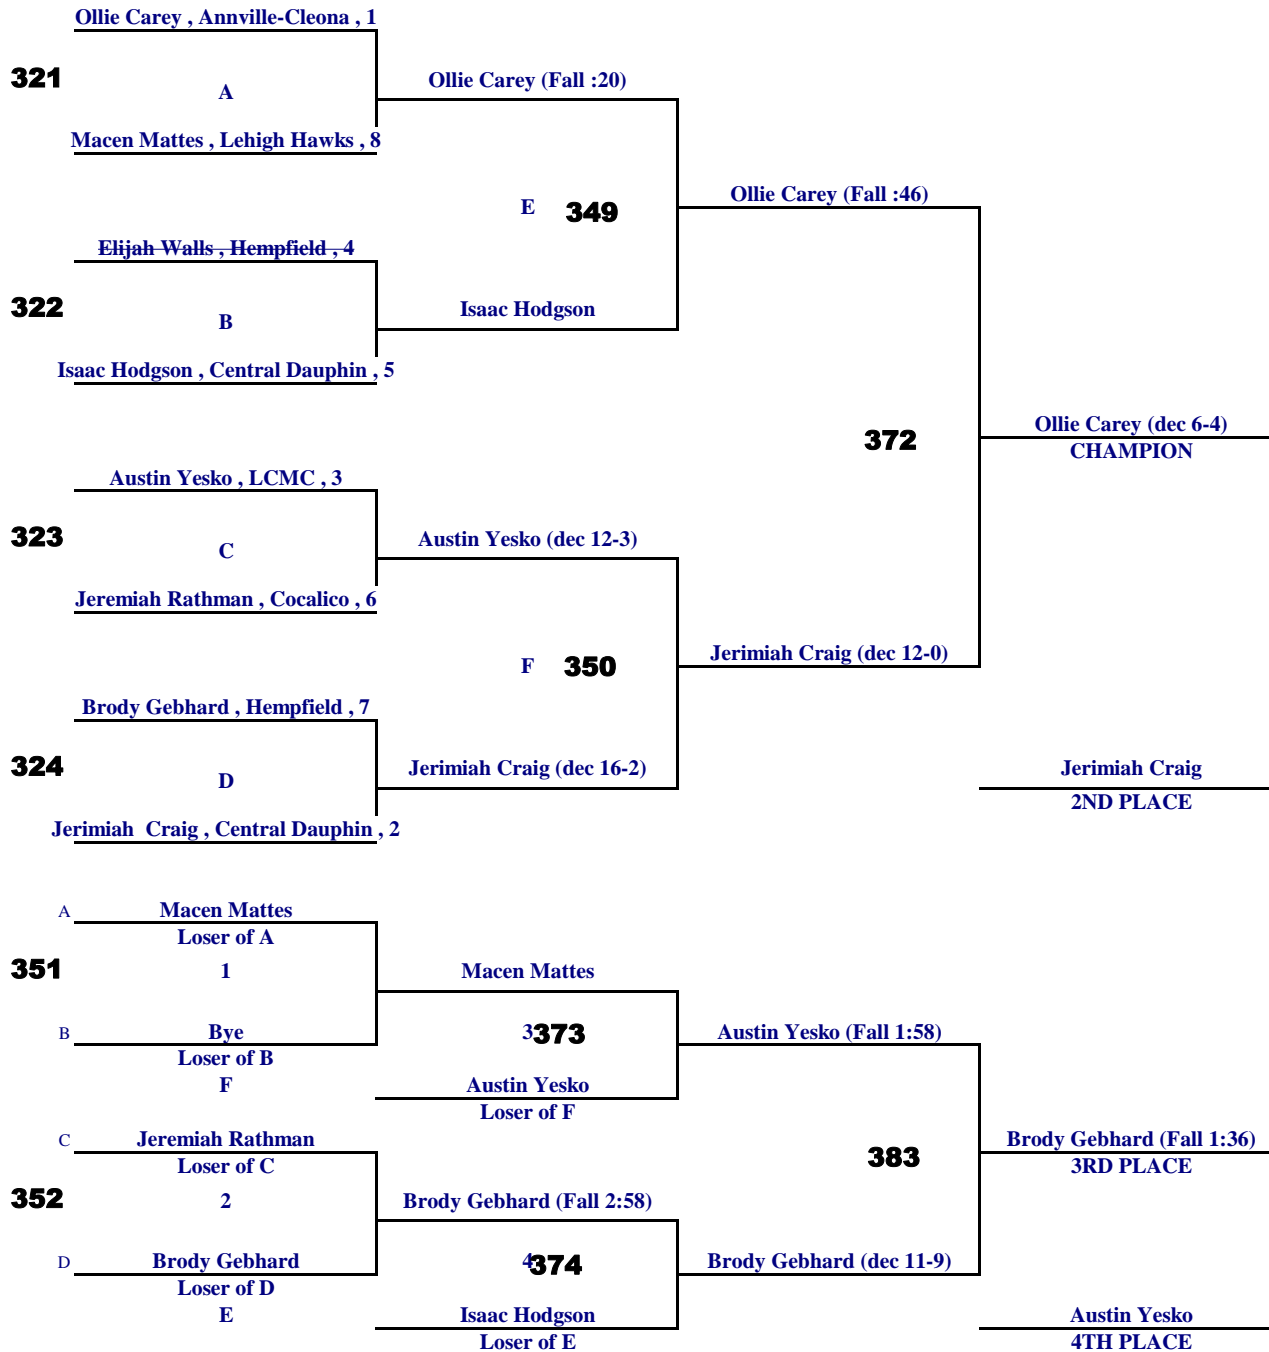 Ollie Carey , Annville-Cleona , 1
321
A
Ollie Carey (Fall :20)
Macen Mattes , Lehigh Hawks , 8
E 349
Ollie Carey (Fall :46)
Elijah Walls , Hempfield , 4
322
B
Isaac Hodgson
Isaac Hodgson , Central Dauphin , 5
372
Ollie Carey (dec 6-4)
CHAMPION
Austin Yesko , LCMC , 3
323
C
Austin Yesko (dec 12-3)
Jeremiah Rathman , Cocalico , 6
F 350
Jerimiah Craig (dec 12-0)
Brody Gebhard , Hempfield , 7
324
D
Jerimiah Craig (dec 16-2)
Jerimiah Craig
2ND PLACE
Jerimiah  Craig , Central Dauphin , 2
A Macen Mattes
Loser of A
351
1
Macen Mattes
B Bye
Loser of B
3 373
Austin Yesko (Fall 1:58)
F
Austin Yesko
Loser of F
C Jeremiah Rathman
Loser of C
383
Brody Gebhard (Fall 1:36)
3RD PLACE
352
2
Brody Gebhard (Fall 2:58)
D Brody Gebhard
Loser of D
4 374
Brody Gebhard (dec 11-9)
E
Isaac Hodgson
Loser of E
Austin Yesko
4TH PLACE